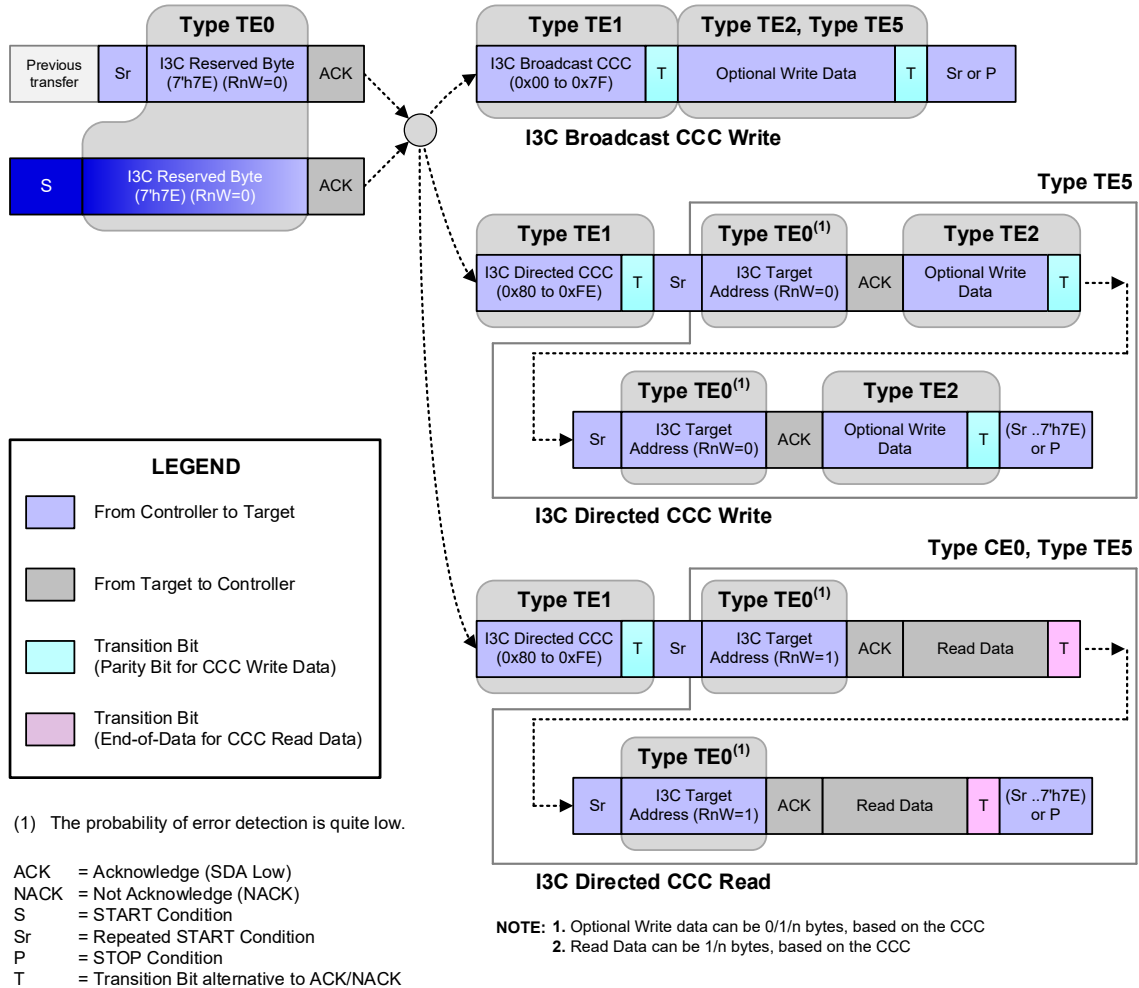 Type TE0
Previous
transfer
Sr
I3C Reserved Byte
(7'h7E) (RnW=0)
ACK
S
I3C Reserved Byte
(7'h7E) (RnW=0)
ACK
Type TE1
Type TE2, Type TE5
I3C Broadcast CCC
(0x00 to 0x7F)
T
Optional Write Data
T
Sr or P
I3C Broadcast CCC Write
Type TE5
Type TE1
Type TE0(1)
Type TE2
I3C Directed CCC
(0x80 to 0xFE)
T
Sr
I3C Target
Address (RnW=0)
ACK
Optional Write
Data
T
Type TE0(1)
Type TE2
Sr
I3C Target
Address (RnW=0)
ACK
Optional Write
Data
T
(Sr ..7'h7E)
or P
I3C Directed CCC Write
Type CE0, Type TE5
Type TE1
Type TE0(1)
I3C Directed CCC
(0x80 to 0xFE)
T
Sr
I3C Target
Address (RnW=1)
ACK
Read Data
T
Type TE0(1)
Sr
I3C Target
Address (RnW=1)
ACK
Read Data
T
(Sr ..7'h7E)
or P
I3C Directed CCC Read
LEGEND
From Controller to Target
From Target to Controller
Transition Bit
(Parity Bit for CCC Write Data)
Transition Bit
(End-of-Data for CCC Read Data)
(1) The probability of error detection is quite low.
ACK = Acknowledge (SDA Low)
NACK = Not Acknowledge (NACK)
S = START Condition
Sr = Repeated START Condition
P = STOP Condition
T = Transition Bit alternative to ACK/NACK
NOTE: 1. Optional Write data can be 0/1/n bytes, based on the CCC
2. Read Data can be 1/n bytes, based on the CCC